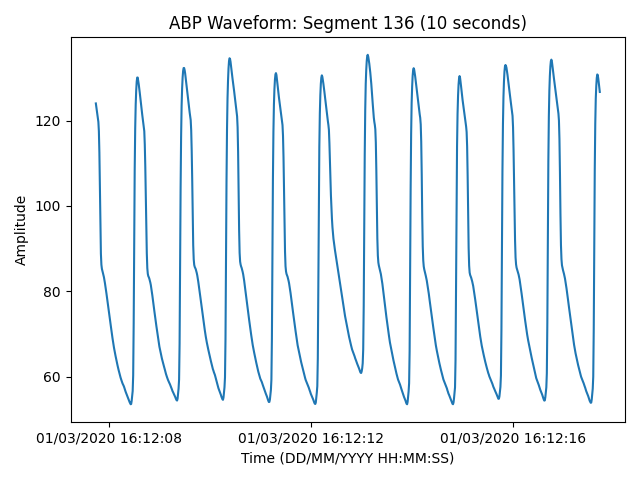 ABP Waveform: Segment 136 (10 seconds)
Amplitude
120
100
80
60
01/03/2020 16:12:08
01/03/2020 16:12:12
01/03/2020 16:12:16
Time (DD/MM/YYYY HH:MM:SS)